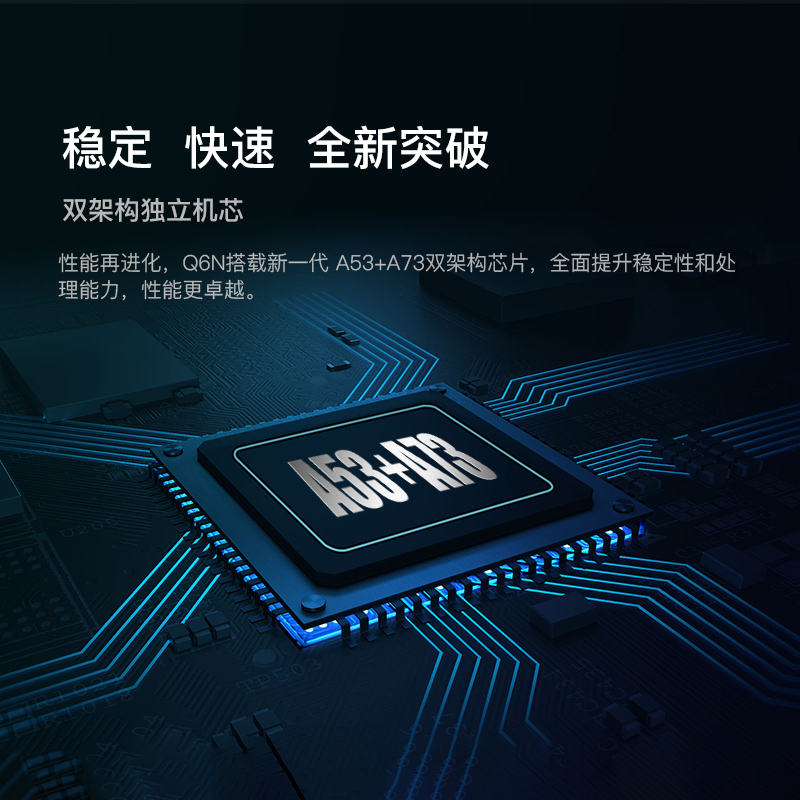 稳定 快速 全新突破
双架构独立机芯
性能再进化，Q6N搭载新一代 A53+A73双架构芯片，全面提升稳定性和处
理能力，性能更卓越。
A53+A73
TP503